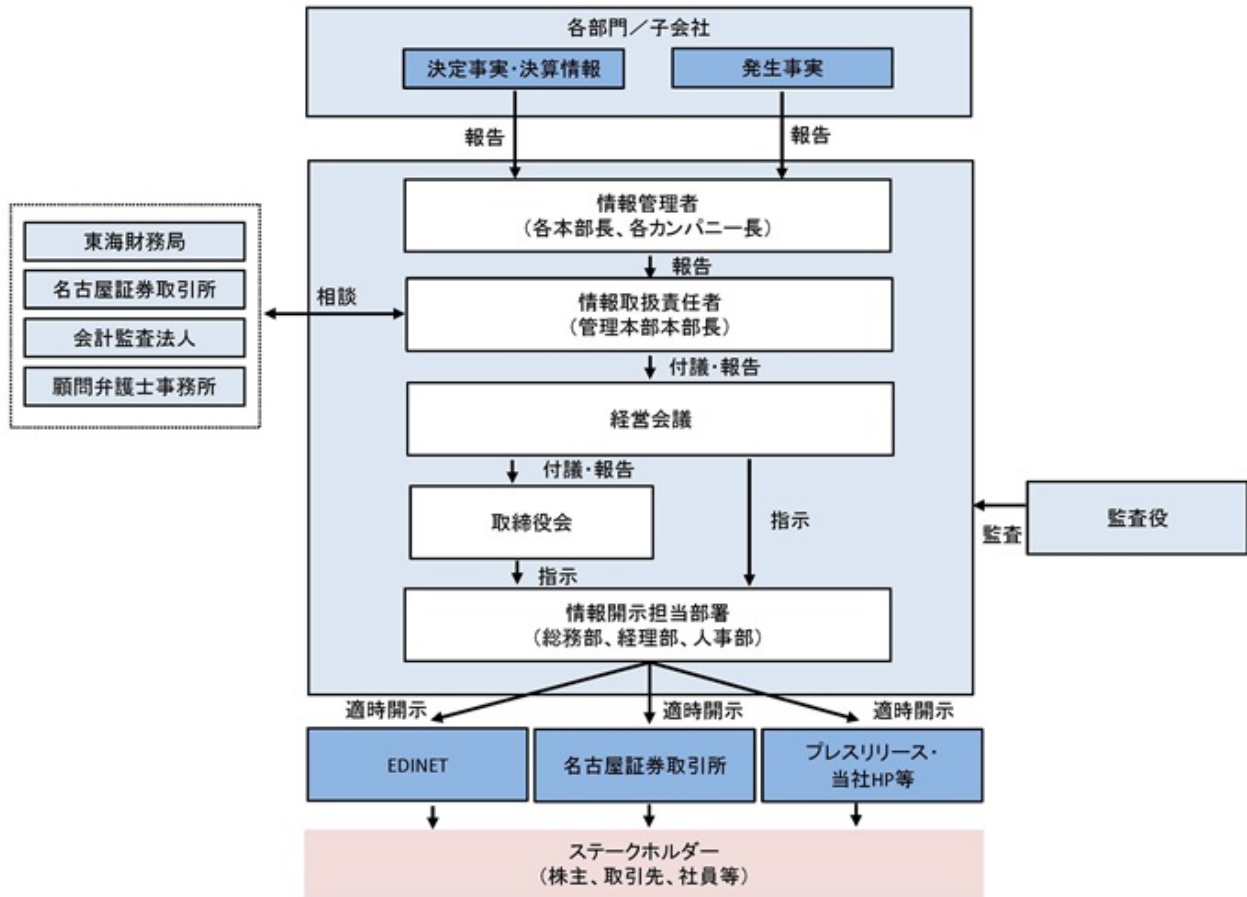 各部門／子会社
決定事実・決算情報
発生事実
報告
報告
情報管理者
（各本部長、各カンパニー長）
報告
東海財務局
名古屋証券取引所
会計監査法人
顧問弁護士事務所
相談
情報取扱責任者
（管理本部本部長）
付議・報告
経営会議
付議・報告
取締役会
指示
指示
監査
監査役
情報開示担当部署
（総務部、経理部、人事部）
適時開示
適時開示
適時開示
EDINET
名古屋証券取引所
プレスリリース・
当社HP等
ステークホルダー
（株主、取引先、社員等）